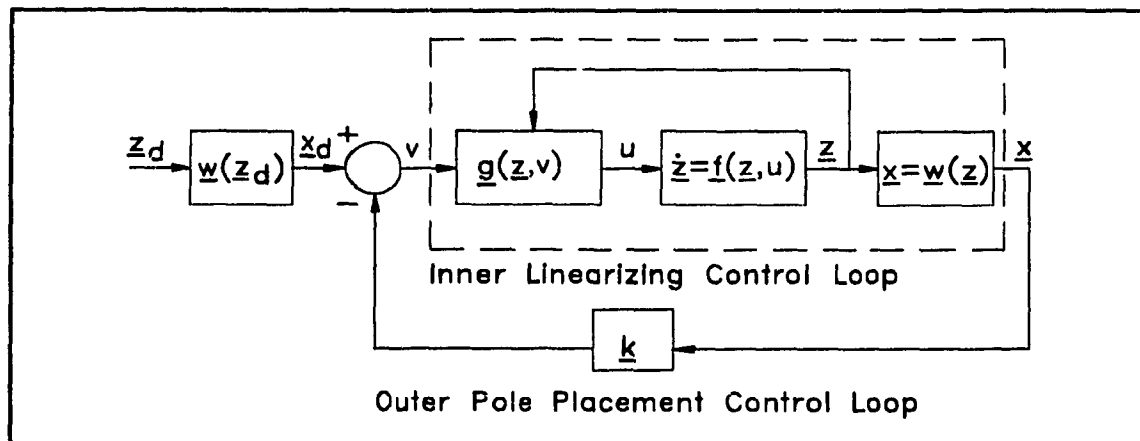 z_d
w(z_d)
x_d
+
−
v
g(z,v)
u
ż=f(z,u)
z
x=w(z)
x
Inner Linearizing Control Loop
k
Outer Pole Placement Control Loop